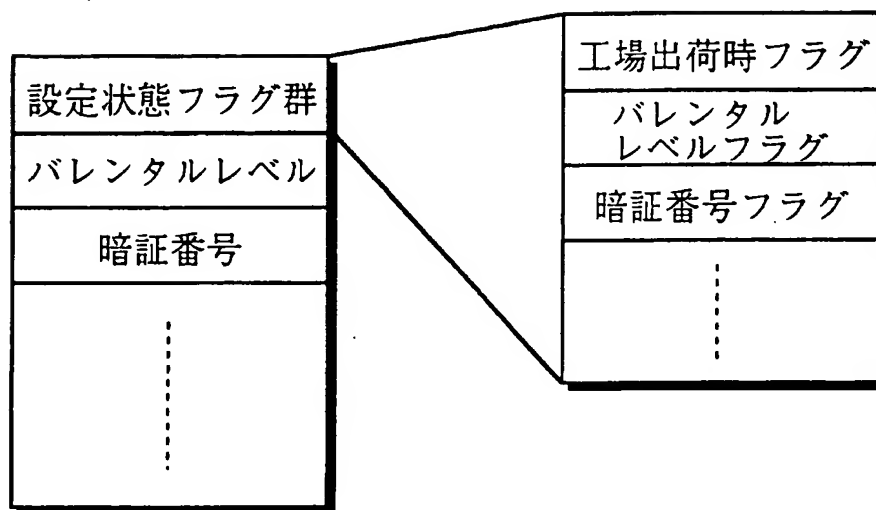 設定状態フラグ群
バレンタルレベル
暗証番号
工場出荷時フラグ
バレンタル
レベルフラグ
暗証番号フラグ